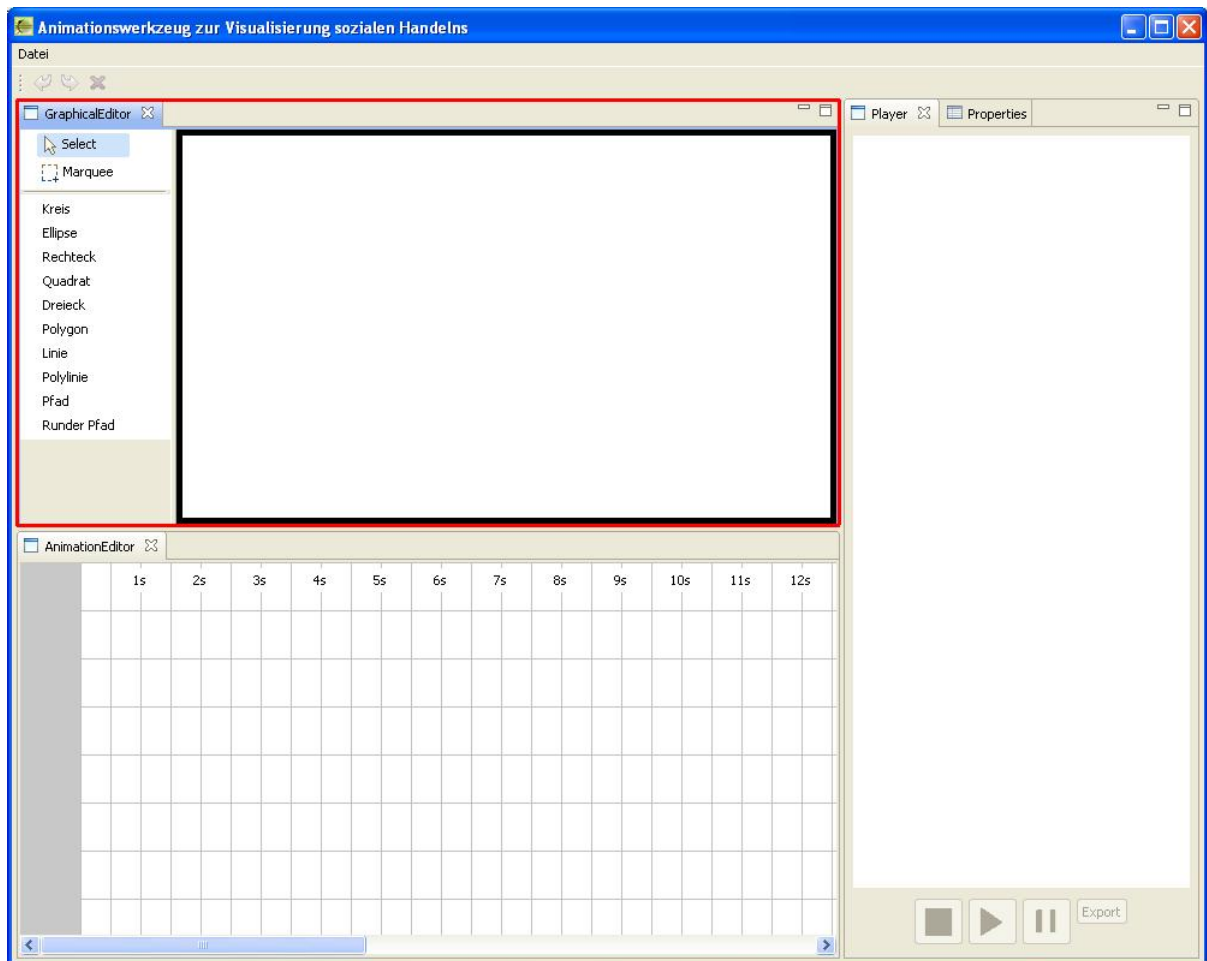 Animationswerkzeug zur Visualisierung sozialen Handelns
Datei
GraphicalEditor
Select
Marquee
Kreis
Ellipse
Rechteck
Quadrat
Dreieck
Polygon
Linie
Polylinie
Pfad
Runder Pfad
Player Properties
AnimationEditor
1s 2s 3s 4s 5s 6s 7s 8s 9s 10s 11s 12s
Export